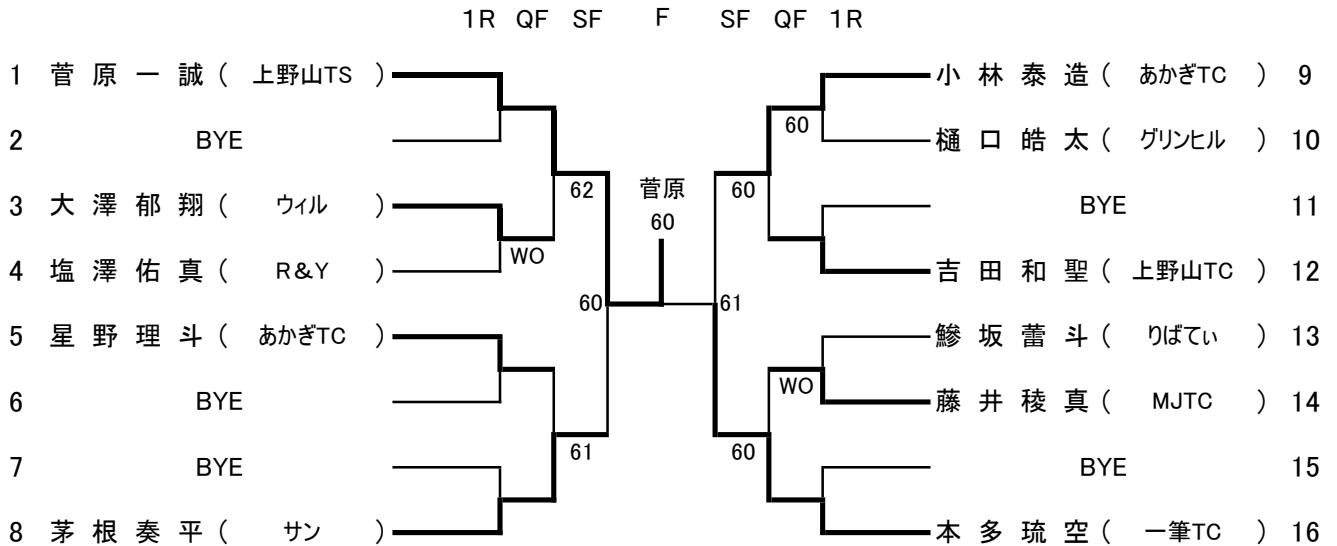 1R QF SF F SF QF 1R
1 菅原一誠( 上野山TS ) 小林泰造( あかぎTC ) 9
60
2 BYE 樋口皓太( グリンヒル ) 10
62 菅原 60
3 大澤郁翔( ウィル ) 60 BYE 11
WO
4 塩澤佑真( R&Y ) 吉田和聖( 上野山TC ) 12
60 61
5 星野理斗( あかぎTC ) 鰺坂蕾斗( りばてぃ ) 13
WO
6 BYE 藤井稜真( MJTC ) 14
61 60
7 BYE BYE 15
8 茅根奏平( サン ) 本多琉空( 一筆TC ) 16